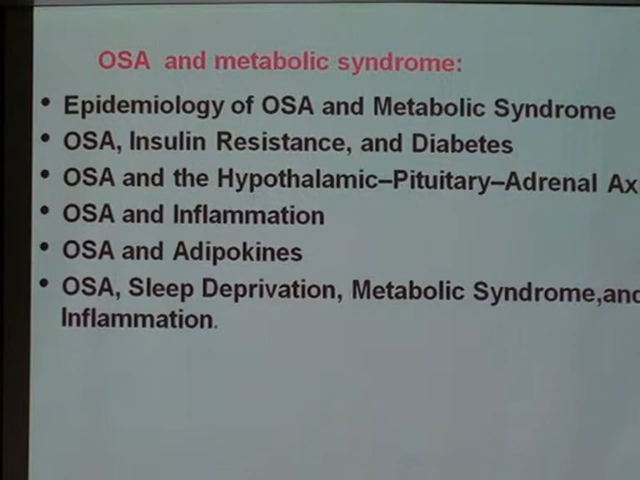 OSA and metabolic syndrome:
• Epidemiology of OSA and Metabolic Syndrome
• OSA, Insulin Resistance, and Diabetes
• OSA and the Hypothalamic–Pituitary–Adrenal Ax
• OSA and Inflammation
• OSA and Adipokines
• OSA, Sleep Deprivation, Metabolic Syndrome,and
Inflammation.